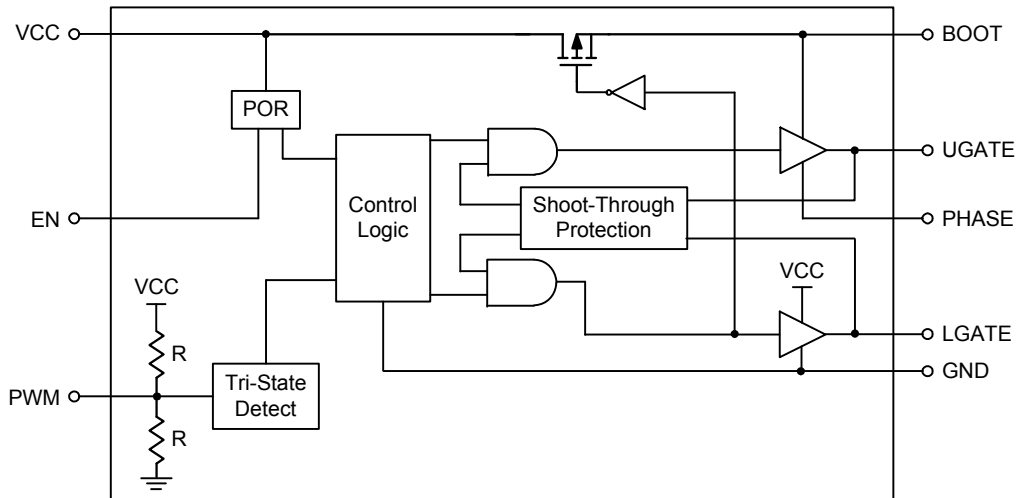 VCC
BOOT
POR
UGATE
Control
Logic
Shoot-Through
Protection
EN
PHASE
VCC
VCC
R
LGATE
Tri-State
Detect
GND
PWM
R